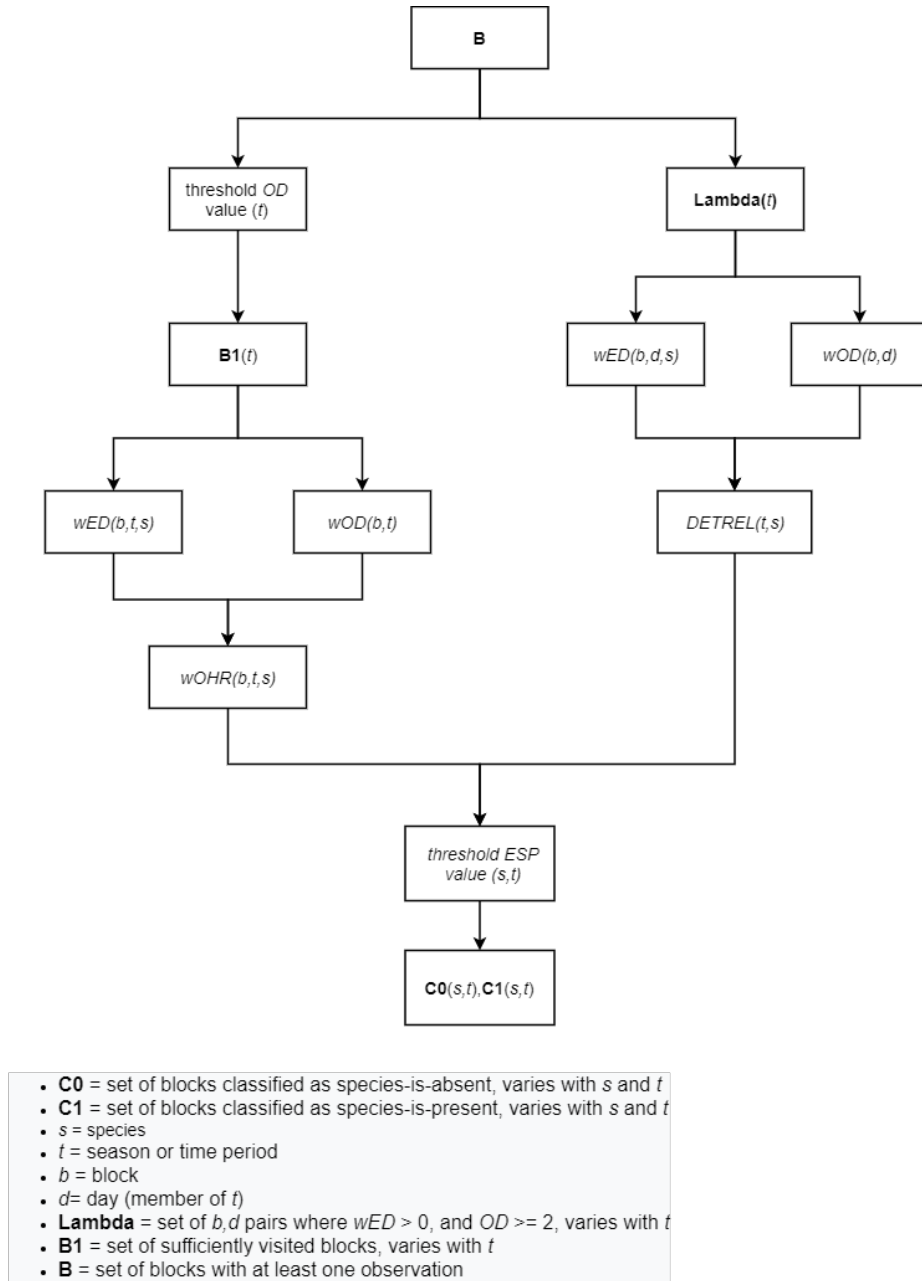 B
threshold OD
value (t)
Lambda(t)
B1(t)
wED(b,d,s)
wOD(b,d)
wED(b,t,s)
wOD(b,t)
DETREL(t,s)
wOHR(b,t,s)
threshold ESP
value (s,t)
C0(s,t),C1(s,t)
• C0 = set of blocks classified as species-is-absent, varies with s and t
• C1 = set of blocks classified as species-is-present, varies with s and t
• s = species
• t = season or time period
• b = block
• d= day (member of t)
• Lambda = set of b,d pairs where wED > 0, and OD >= 2, varies with t
• B1 = set of sufficiently visited blocks, varies with t
• B = set of blocks with at least one observation